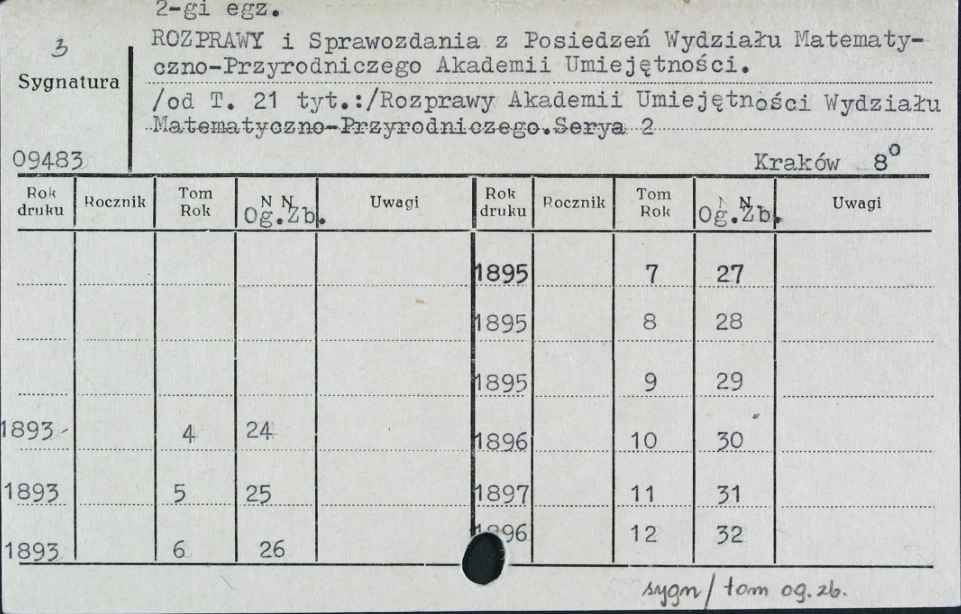 2-gi egz.
3 ROZPRAWY i Sprawozdania z Posiedzeń Wydziału Matematy-
czno-Przyrodniczego Akademii Umiejętności.
Sygnatura
/od T. 21 tyt.:/Rozprawy Akademii Umiejętności Wydziału
Matematyczno-Przyrodniczego.Serya 2
09483 Kraków 8°
Rok druku Rocznik Tom Rok N N Og.Zb. Uwagi Rok druku Rocznik Tom Rok N N Og.Zb. Uwagi
1895 7 27
1895 8 28
1895 9 29
1893 4 24 1896 10 30
1893 5 25 1897 11 31
1893 6 26 1896 12 32
sygn/tom og.zb.